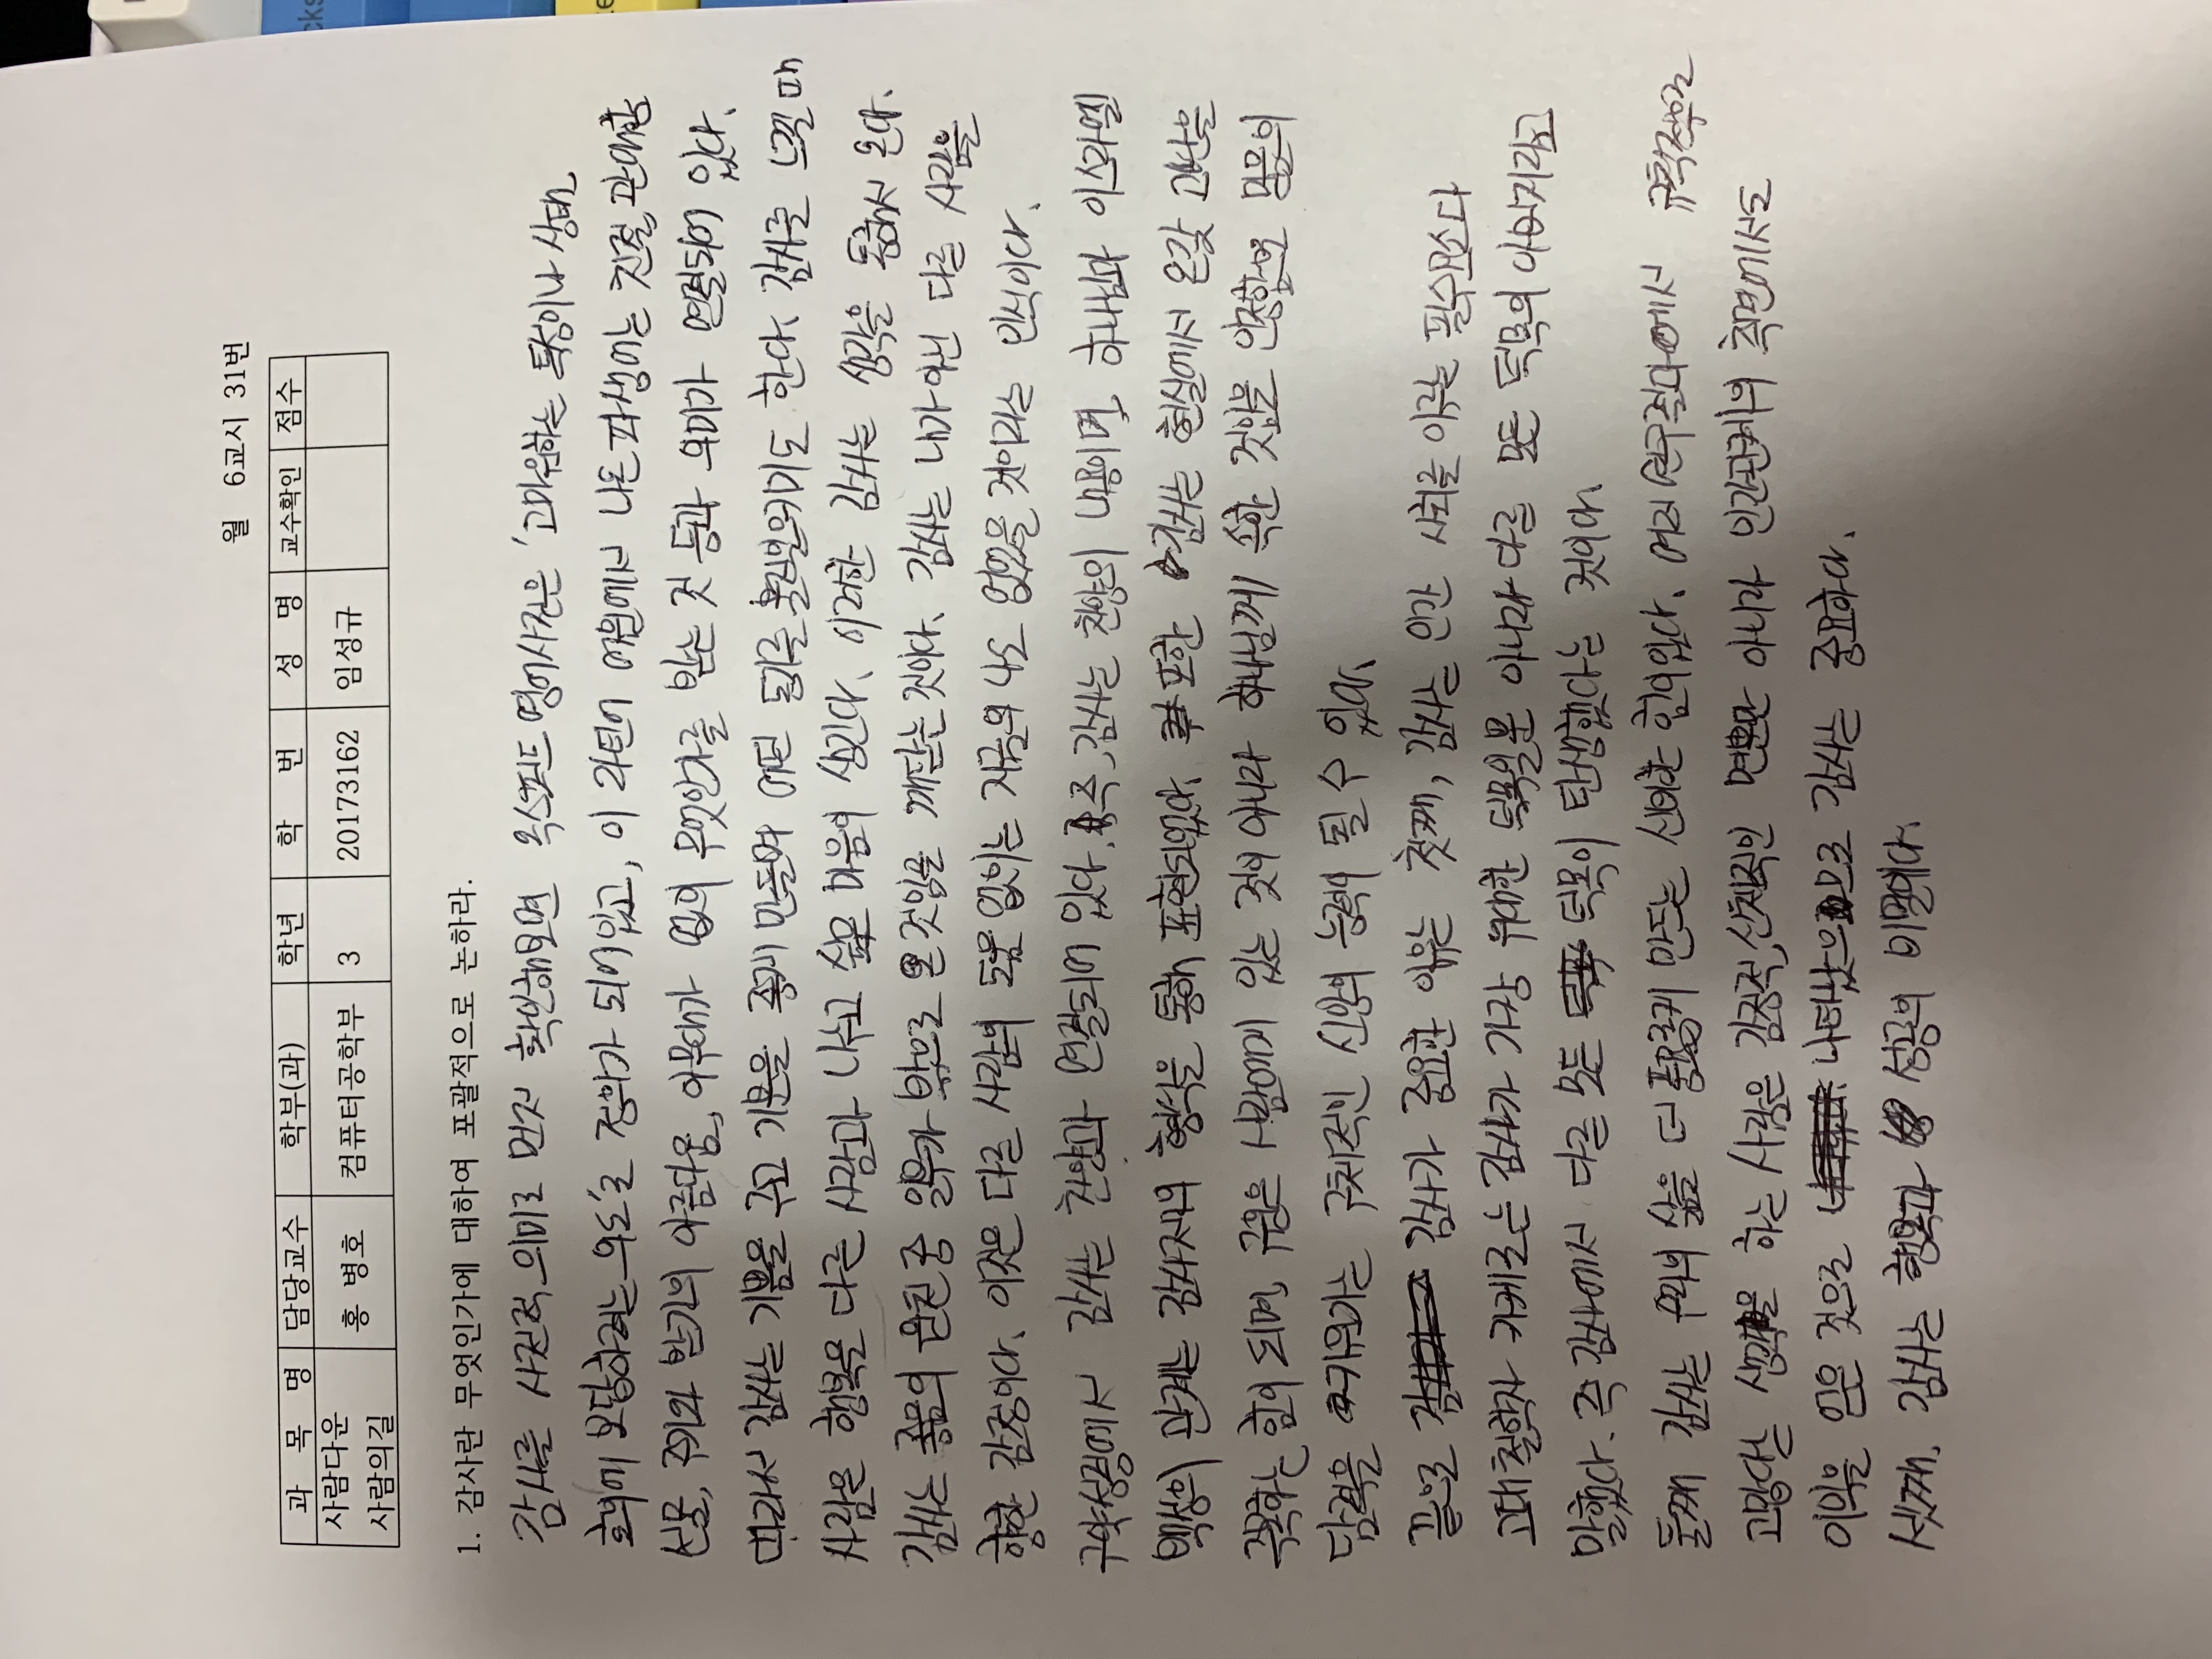 월 6교시 31번
과 목 명 담당교수 학부(과) 학년 학 번 성 명 교수확인 점수
사람다운 사람의길 홍 병호 컴퓨터공학부 3 20173162 임성규
1. 감사란 무엇인가에 대하여 포괄적으로 논하라.
감사를 사전적 의미로 먼저 확인해보면 옥스퍼드 영어사전은 '고마워하는 특성이나 상태,
호의에 보답하려는 의도'로 정의가 되어있고, 이 라틴어 어원에서 나온 파생어는 친절, 관대함
선물, 주기와 받기의 아름다움, 아무대가 없이 무엇인가를 받는 것 등과 의미가 연결되어 있다.
따라서 감사는 기쁨을 주고 기분을 좋게 만들며 어떤 동기를 불러일으키기도 한다. 감사를 느낄 때
사람은 행복을 다른 사람과 나누고 싶은 마음이 생긴다. 이러한 감사는 생각을 통해서 온다.
감사는 좋음의 원천 중 일부가 밖으로 온 것임을 깨닫는 것이다. 감사는 내가 아닌 다른 사람을
향한 감정이다. 이것은 다른 사람의 도움 없이는 지금의 나도 없었을 것이라는 인식이다.
구약성경에서 감사는 찬양과 연결되어 있다. 즉, 감사는 찬양의 내용이며, 하나님과 이스라엘
백성의 관계는 감사제의 형식을 통해 표현되었다. 또한 감사는 현실에서 온갖 고난을
극복하는 힘이 되며, 구원은 사람에게 있는 것이 아니라 하나님께 속한 것임을 인정함으로 믿음의
담력을 키워가는 구체적인 신앙의 능력이 될 수 있다.
끝으로 감사가 중요한 이유는 첫째, 감사는 인간 사회를 이루는 필수요소다
고대 철학자 키케로는 감사가 가장 위대한 덕목일뿐 아니라 다른 모든 덕목의 아버지라고
말했다. 즉 감사에서 다른 모든 덕목이 탄생했다는 것이다.
둘째 감사는 우리의 삶을 더 풍요롭게 만드는 신비한 힘이있다. 여러 연구결과에서 규칙적으로
고맙다는 생각을 하는 사람은 감정적, 신체적인 면뿐만 아니라 인간관계의 측면에서도
이익을 얻은 것으로 나타났으므로 감사는 중요하다.
셋째. 감사는 행복과 성공의 비밀이다.